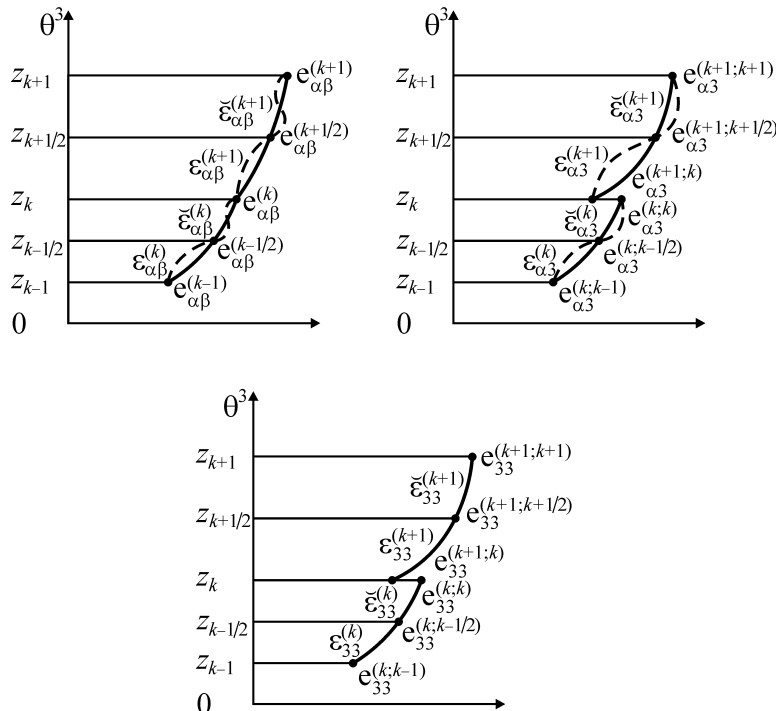 θ³
z_{k+1} e_{αβ}^{(k+1)}
ε̆_{αβ}^{(k+1)}
z_{k+1/2} e_{αβ}^{(k+1/2)}
ε_{αβ}^{(k+1)}
z_k e_{αβ}^{(k)}
ε̆_{αβ}^{(k)}
z_{k−1/2} e_{αβ}^{(k−1/2)}
ε_{αβ}^{(k)}
z_{k−1} e_{αβ}^{(k−1)}
0
θ³
z_{k+1} e_{α3}^{(k+1;k+1)}
ε̆_{α3}^{(k+1)}
z_{k+1/2} e_{α3}^{(k+1;k+1/2)}
ε_{α3}^{(k+1)}
e_{α3}^{(k+1;k)}
z_k e_{α3}^{(k;k)}
ε̆_{α3}^{(k)}
z_{k−1/2} e_{α3}^{(k;k−1/2)}
ε_{α3}^{(k)}
z_{k−1} e_{α3}^{(k;k−1)}
0
θ³
z_{k+1} e_{33}^{(k+1;k+1)}
ε̆_{33}^{(k+1)}
z_{k+1/2} e_{33}^{(k+1;k+1/2)}
ε_{33}^{(k+1)}
e_{33}^{(k+1;k)}
z_k e_{33}^{(k;k)}
ε̆_{33}^{(k)}
z_{k−1/2} e_{33}^{(k;k−1/2)}
ε_{33}^{(k)}
z_{k−1} e_{33}^{(k;k−1)}
0